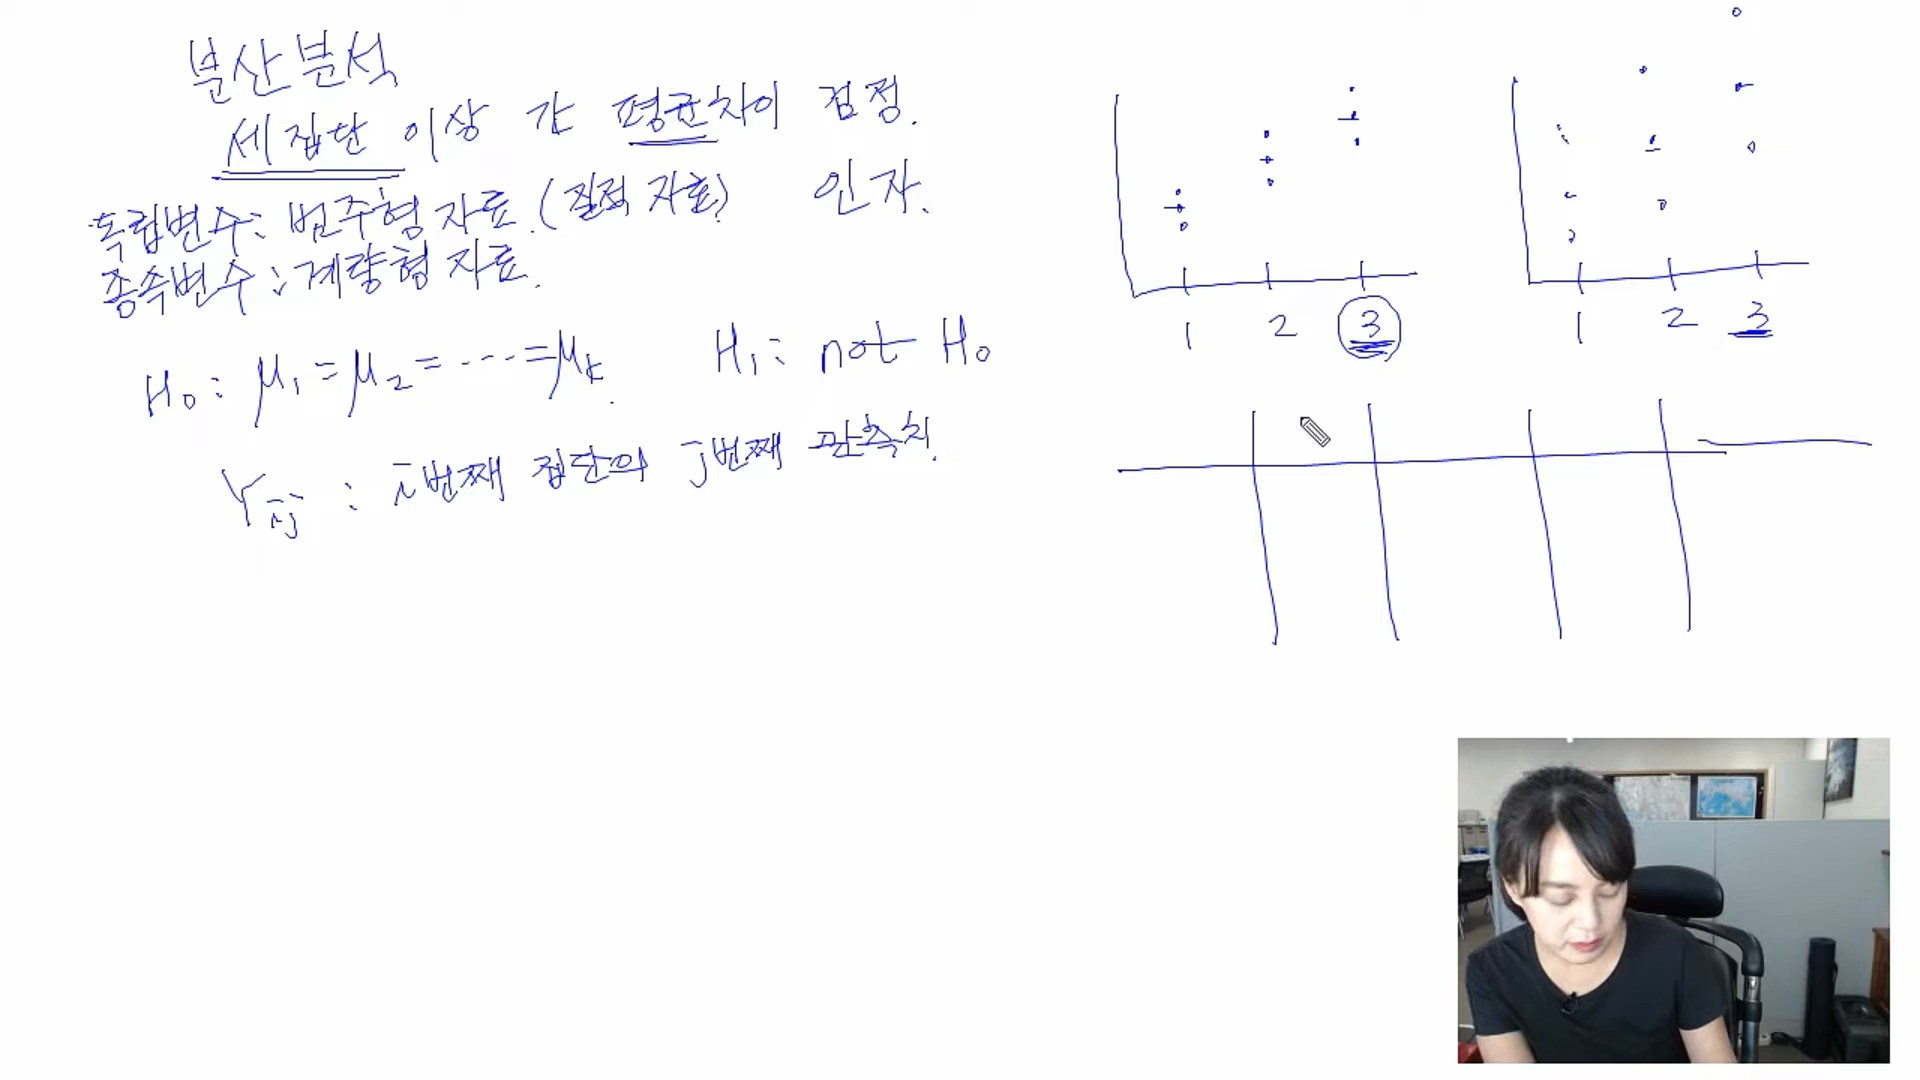 분산분석
세집단 이상 간 평균차이 검정.
독립변수: 범주형 자료. (질적 자료) 인자.
종속변수: 계량형 자료.
H₀: μ₁=μ₂=····=μₖ. H₁: not H₀
Yᵢⱼ : i번째 집단의 j번째 관측치.
1 2 3
1 2 3